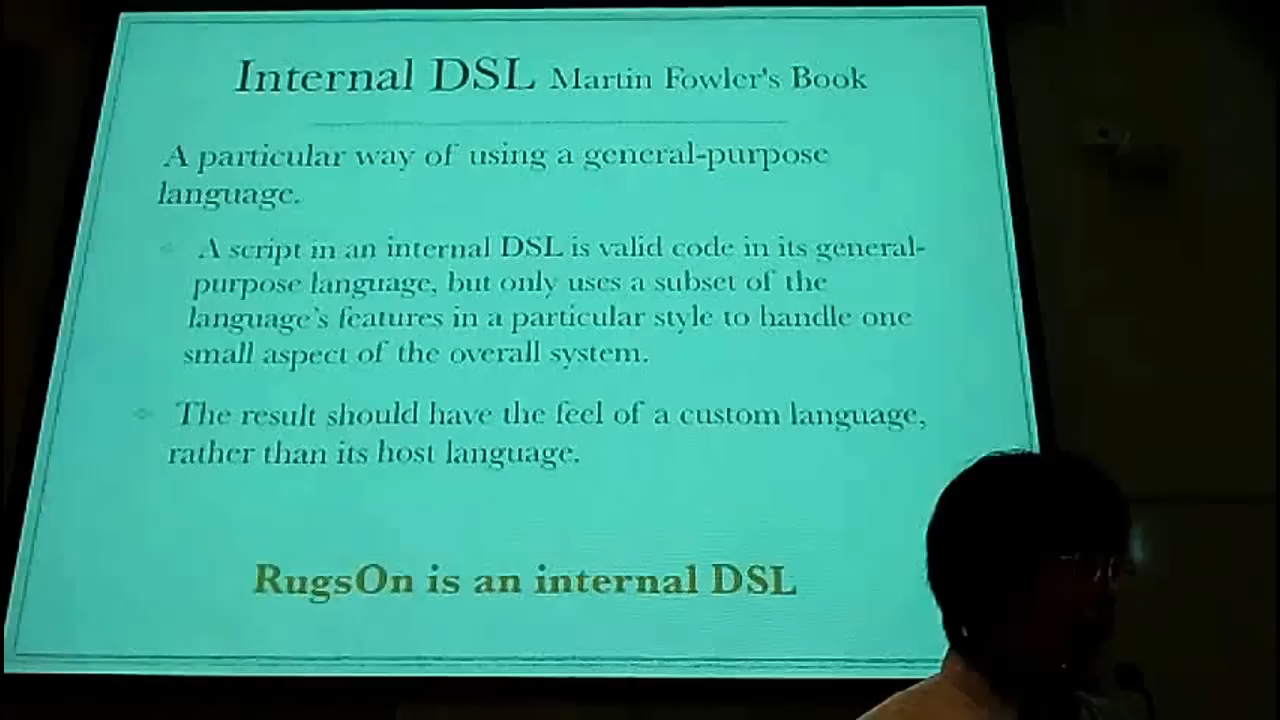 Internal DSL Martin Fowler's Book
A particular way of using a general-purpose
language.
A script in an internal DSL is valid code in its general-
purpose language, but only uses a subset of the
language's features in a particular style to handle one
small aspect of the overall system.
The result should have the feel of a custom language,
rather than its host language.
RugsOn is an internal DSL